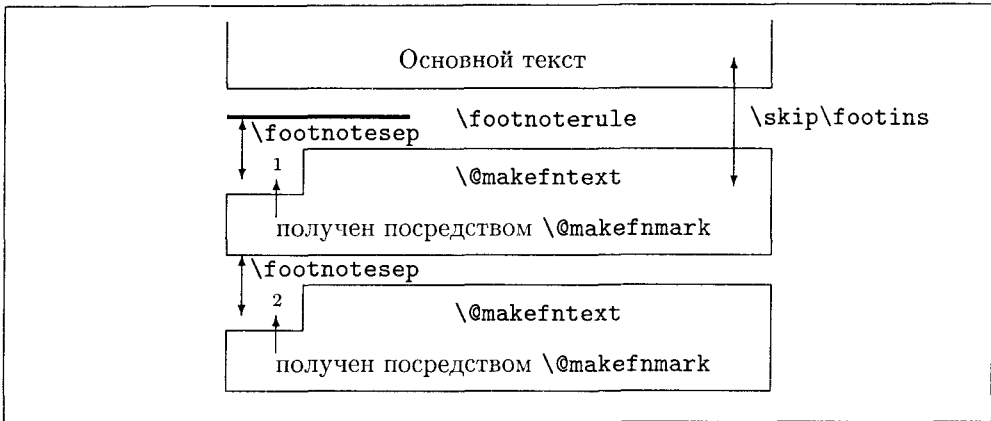 Основной текст
\footnoterule \skip\footins
\footnotesep
1 \@makefntext
получен посредством \@makefnmark
\footnotesep
2 \@makefntext
получен посредством \@makefnmark